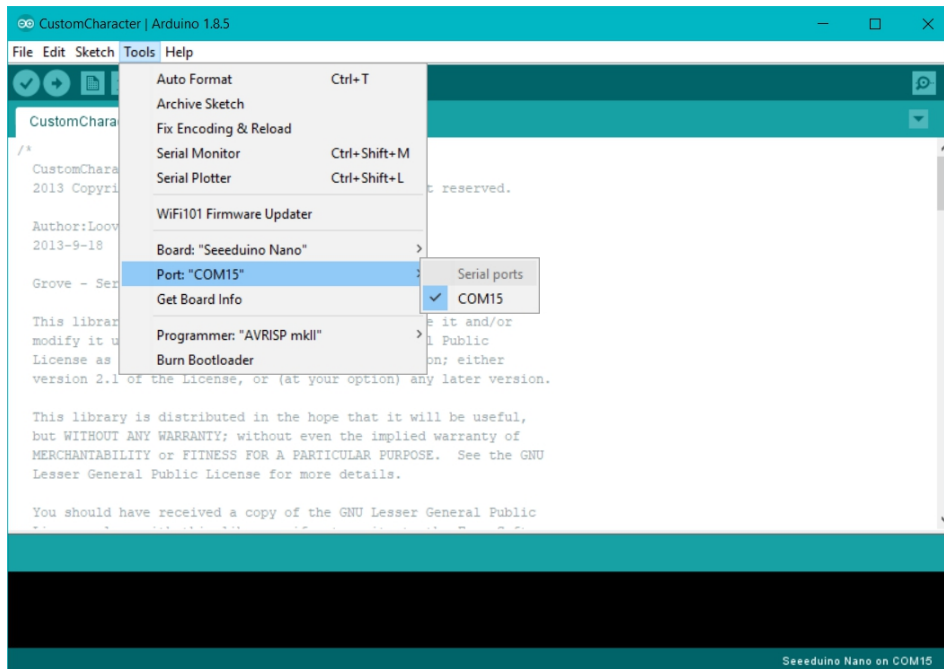 CustomCharacter | Arduino 1.8.5
File Edit Sketch Tools Help
CustomChara
Auto Format Ctrl+T
Archive Sketch
Fix Encoding & Reload
Serial Monitor Ctrl+Shift+M
Serial Plotter Ctrl+Shift+L
WiFi101 Firmware Updater
Board: "Seeeduino Nano"
Port: "COM15"
Get Board Info
Programmer: "AVRISP mkII"
Burn Bootloader
Serial ports
COM15
/*
CustomChara
2013 Copyri t reserved.
Author:Loov
2013-9-18
Grove - Ser
This librar e it and/or
modify it u l Public
License as on; either
version 2.1 of the License, or (at your option) any later version.
This library is distributed in the hope that it will be useful,
but WITHOUT ANY WARRANTY; without even the implied warranty of
MERCHANTABILITY or FITNESS FOR A PARTICULAR PURPOSE. See the GNU
Lesser General Public License for more details.
You should have received a copy of the GNU Lesser General Public
Seeeduino Nano on COM15